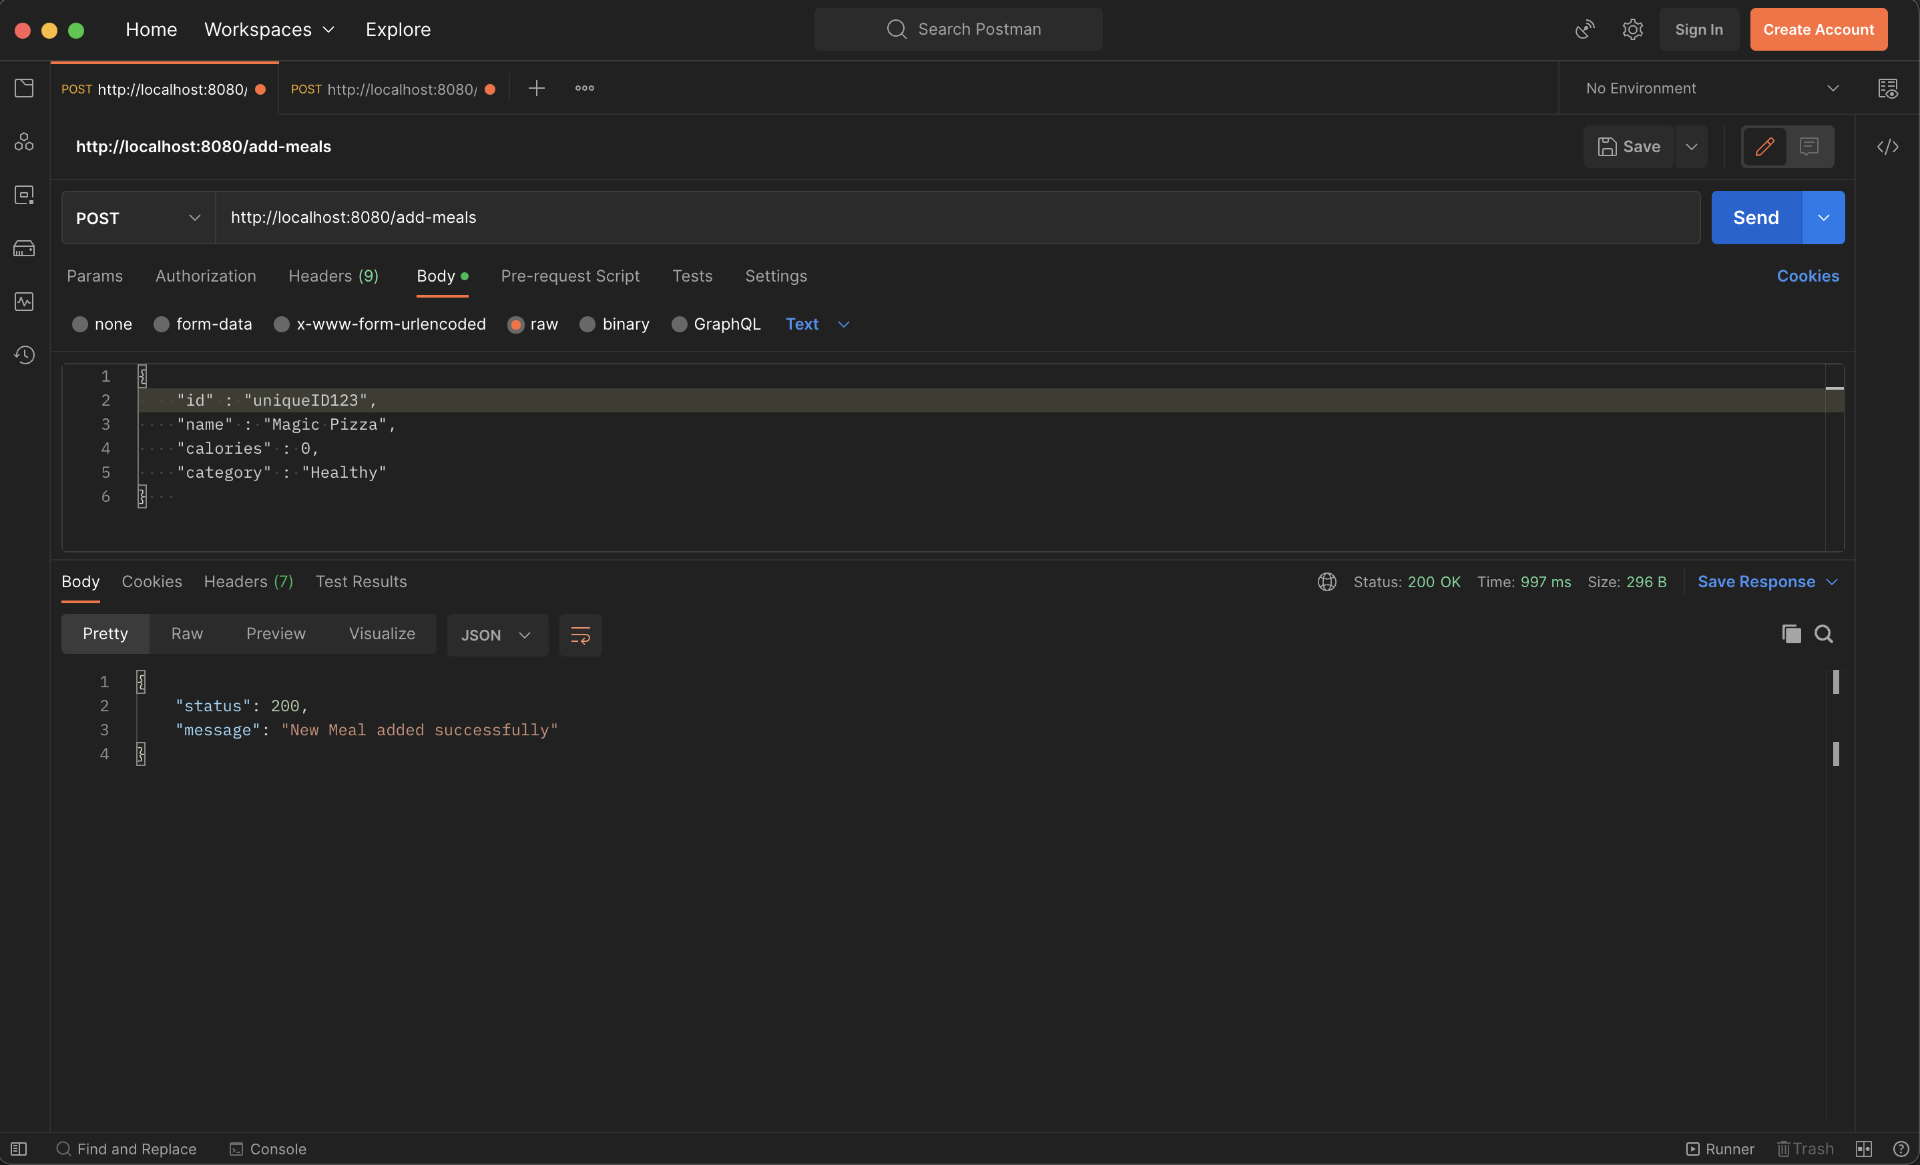 Home Workspaces Explore Search Postman Sign In Create Account
POST http://localhost:8080/ POST http://localhost:8080/ No Environment
http://localhost:8080/add-meals Save
POST http://localhost:8080/add-meals Send
Params Authorization Headers (9) Body Pre-request Script Tests Settings Cookies
none form-data x-www-form-urlencoded raw binary GraphQL Text
1 {
2 "id" : "uniqueID123",
3 "name" : "Magic Pizza",
4 "calories" : 0,
5 "category" : "Healthy"
6 }
Body Cookies Headers (7) Test Results Status: 200 OK Time: 997 ms Size: 296 B Save Response
Pretty Raw Preview Visualize JSON
1 {
2 "status": 200,
3 "message": "New Meal added successfully"
4 }
Find and Replace Console Runner Trash